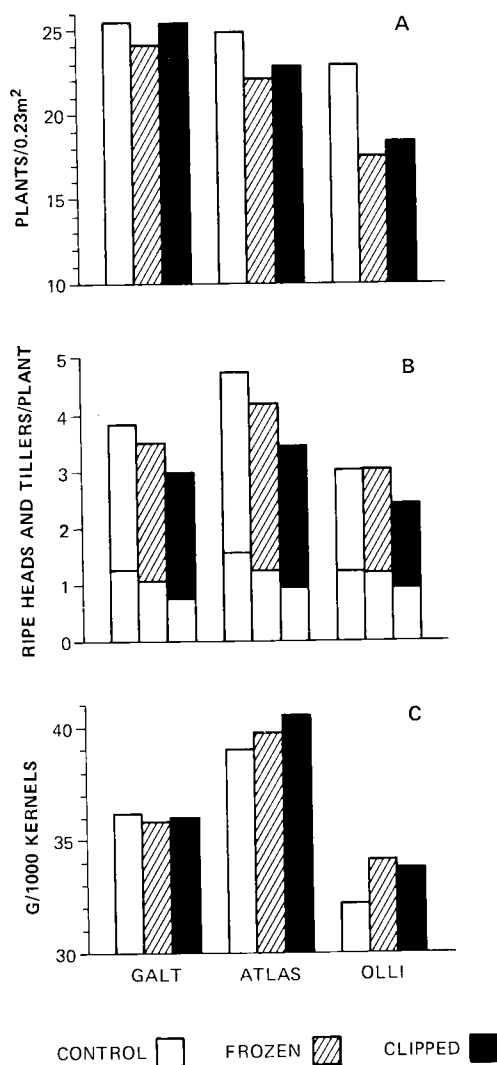 A
25
20
15
10
PLANTS/0.23m²
B
5
4
3
2
1
0
RIPE HEADS AND TILLERS/PLANT
C
40
35
30
G/1000 KERNELS
GALT ATLAS OLLI
CONTROL FROZEN CLIPPED